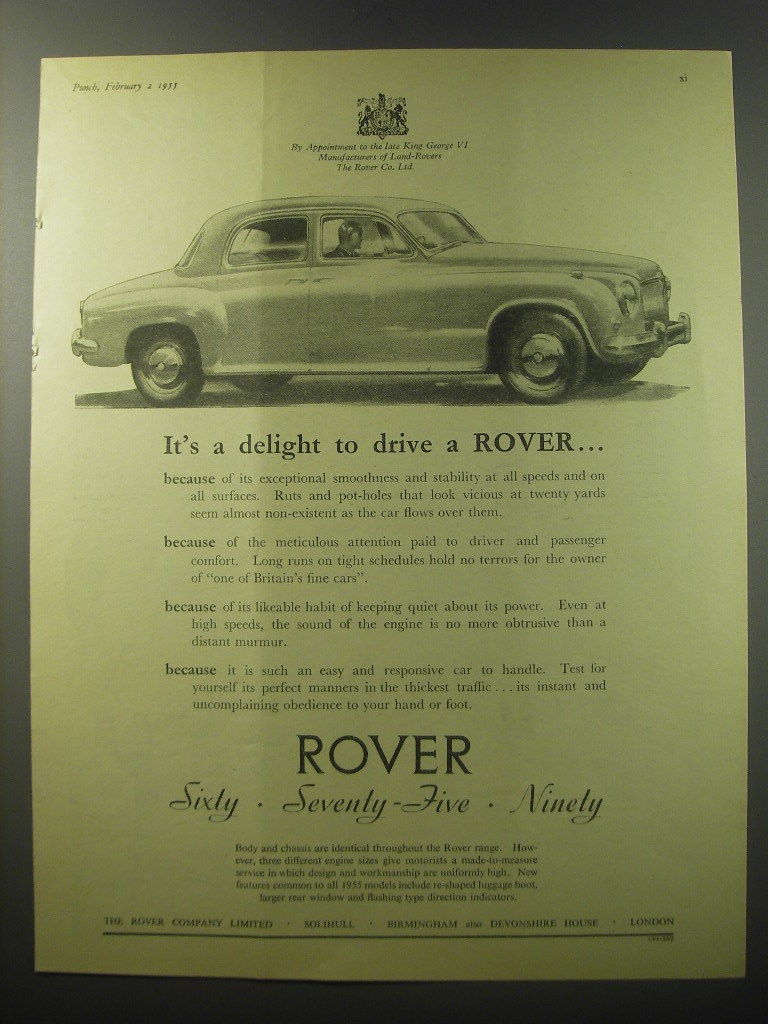 Punch, February 2 1955
xi
By Appointment to the late King George VI
Manufacturers of Land-Rovers
The Rover Co. Ltd.
It's a delight to drive a ROVER...
because of its exceptional smoothness and stability at all speeds and on
all surfaces. Ruts and pot-holes that look vicious at twenty yards
seem almost non-existent as the car flows over them.
because of the meticulous attention paid to driver and passenger
comfort. Long runs on tight schedules hold no terrors for the owner
of "one of Britain's fine cars".
because of its likeable habit of keeping quiet about its power. Even at
high speeds, the sound of the engine is no more obtrusive than a
distant murmur.
because it is such an easy and responsive car to handle. Test for
yourself its perfect manners in the thickest traffic ... its instant and
uncomplaining obedience to your hand or foot.
ROVER
Sixty · Seventy-Five · Ninety
Body and chassis are identical throughout the Rover range. How-
ever, three different engine sizes give motorists a made-to-measure
service in which design and workmanship are uniformly high. New
features common to all 1955 models include re-shaped luggage boot,
larger rear window and flashing type direction indicators.
THE ROVER COMPANY LIMITED · SOLIHULL · BIRMINGHAM also DEVONSHIRE HOUSE · LONDON